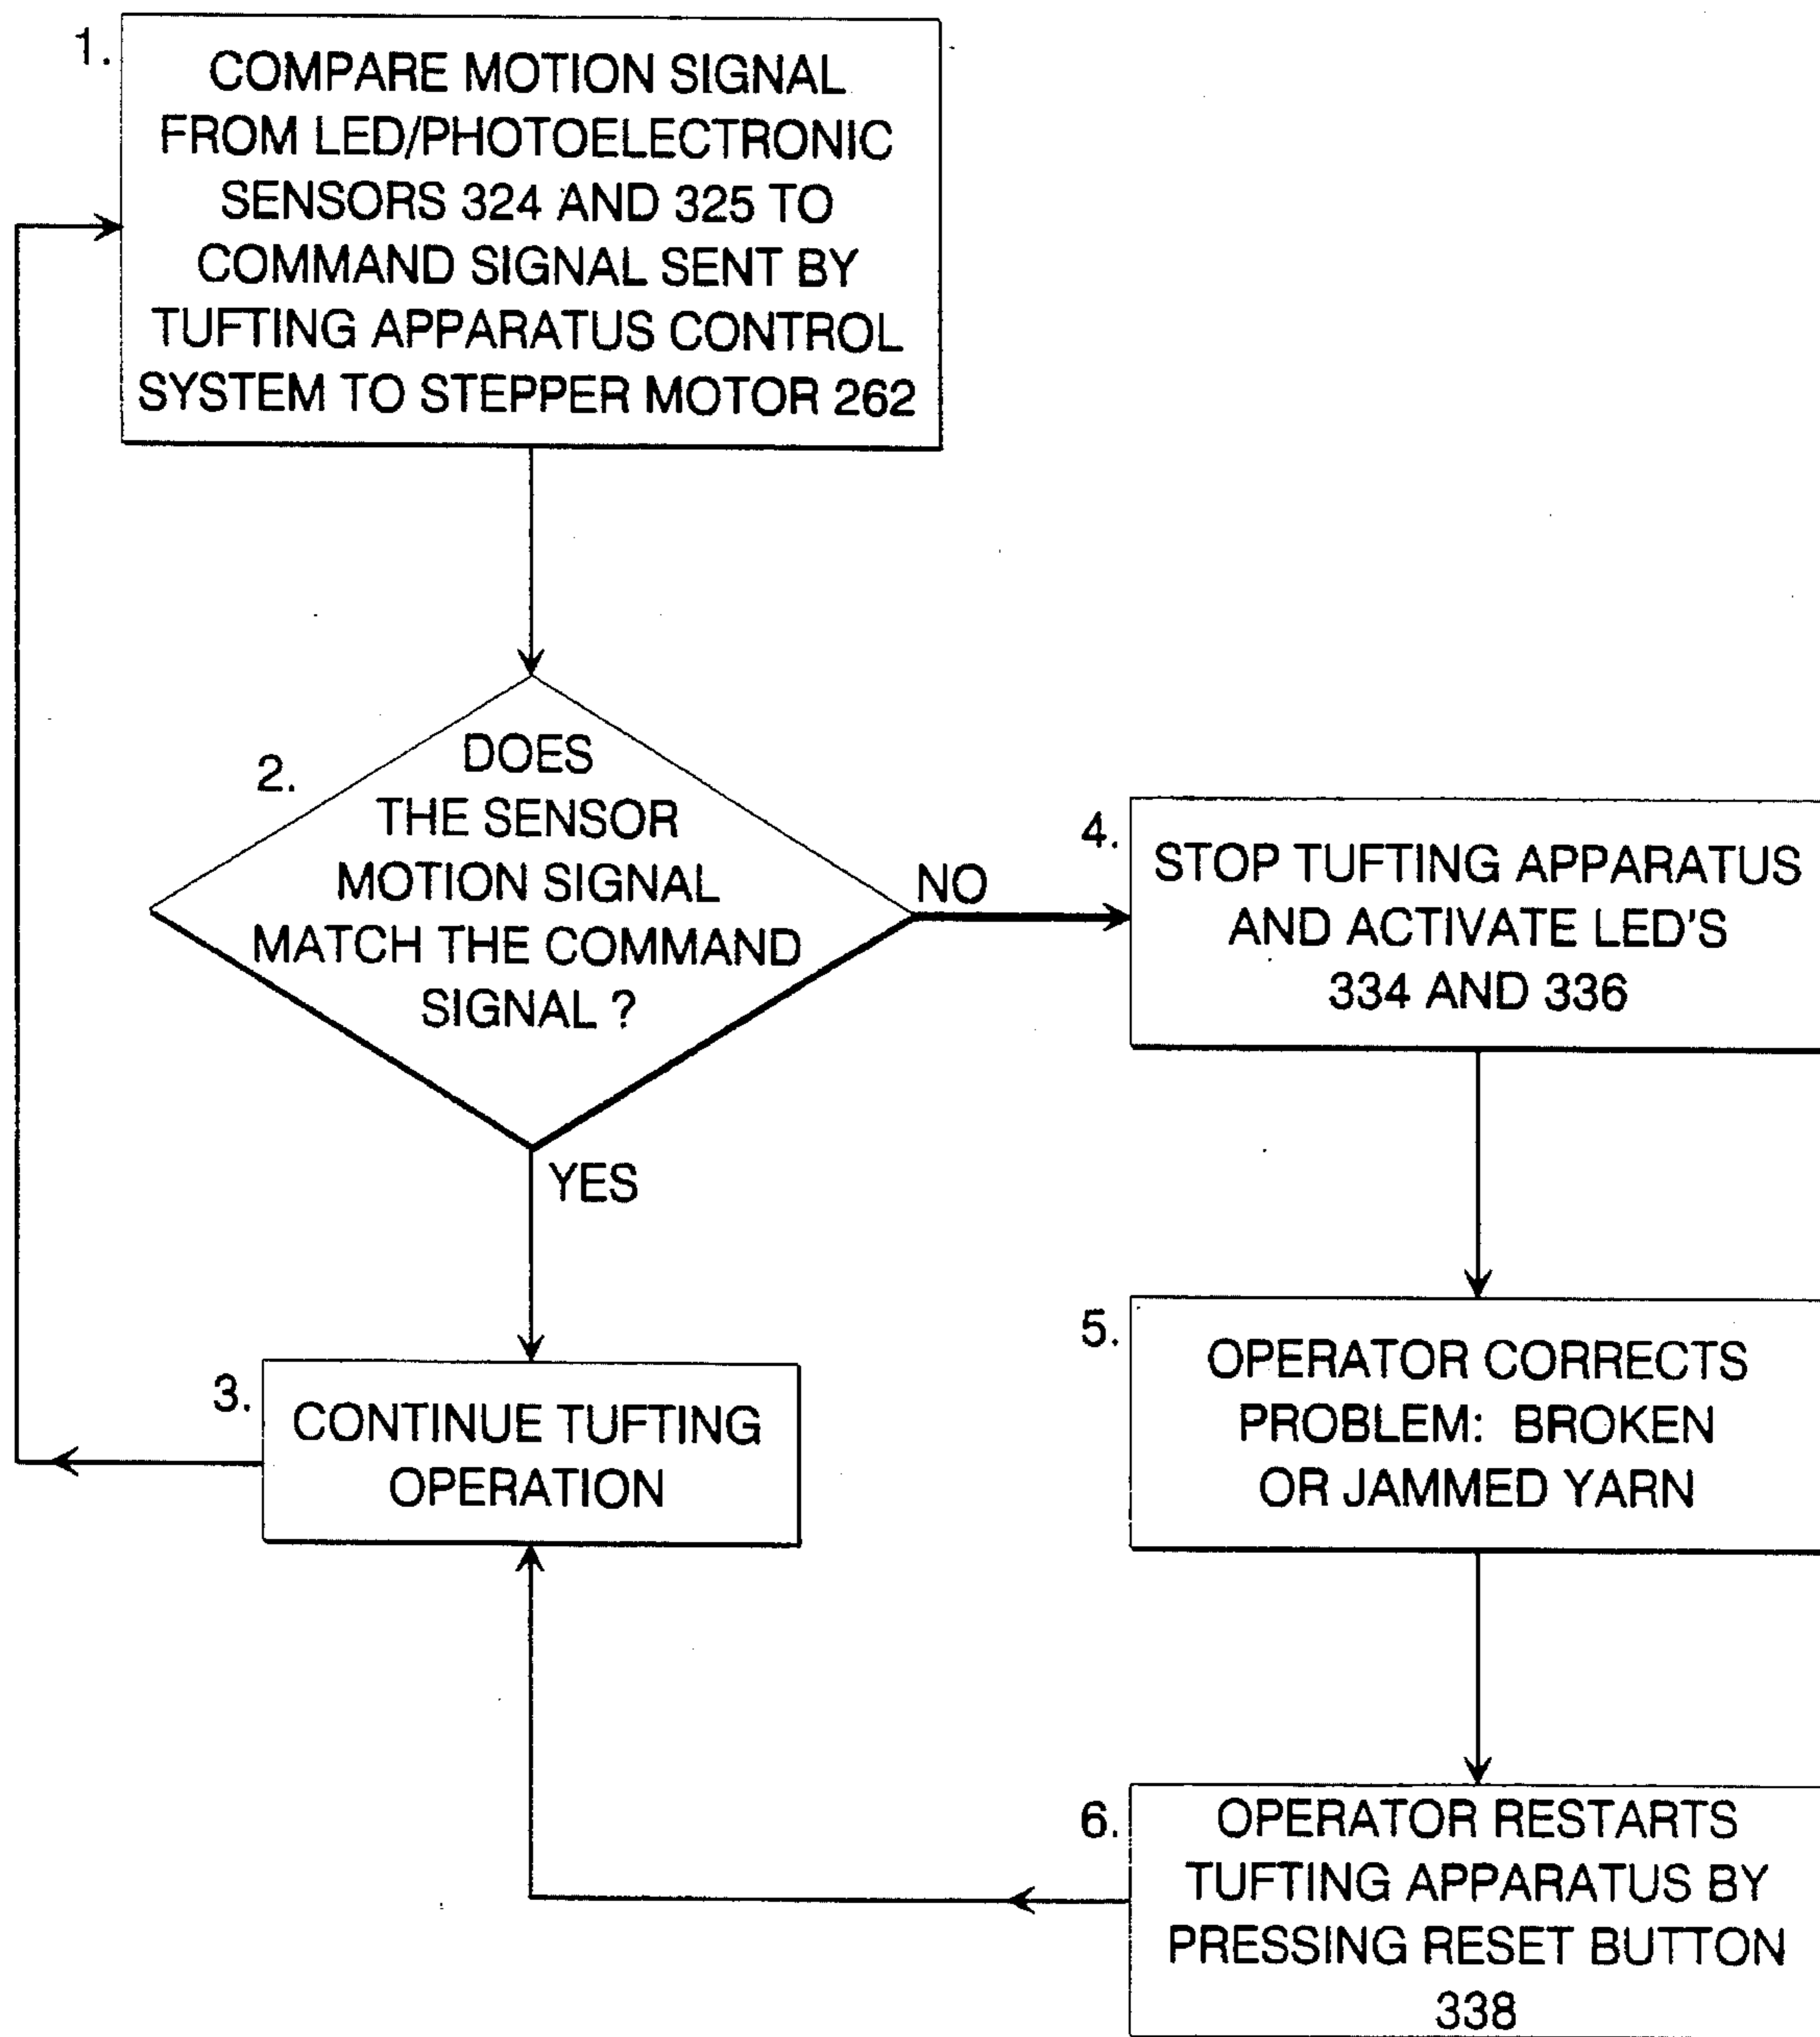 1.
COMPARE MOTION SIGNAL
FROM LED/PHOTOELECTRONIC
SENSORS 324 AND 325 TO
COMMAND SIGNAL SENT BY
TUFTING APPARATUS CONTROL
SYSTEM TO STEPPER MOTOR 262
2.
DOES
THE SENSOR
MOTION SIGNAL
MATCH THE COMMAND
SIGNAL ?
NO
YES
3.
CONTINUE TUFTING
OPERATION
4.
STOP TUFTING APPARATUS
AND ACTIVATE LED'S
334 AND 336
5.
OPERATOR CORRECTS
PROBLEM: BROKEN
OR JAMMED YARN
6.
OPERATOR RESTARTS
TUFTING APPARATUS BY
PRESSING RESET BUTTON
338